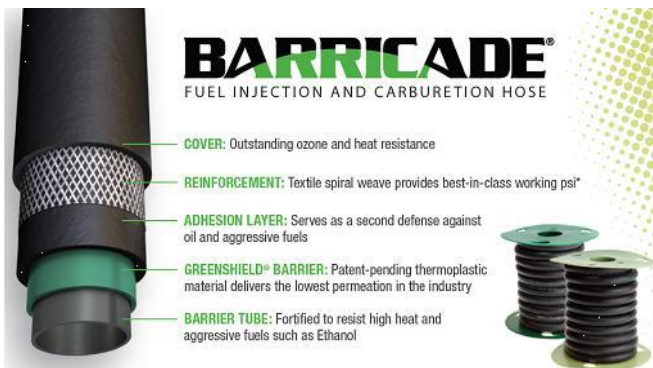 BARRICADE®
FUEL INJECTION AND CARBURETION HOSE
COVER: Outstanding ozone and heat resistance
REINFORCEMENT: Textile spiral weave provides best-in-class working psi*
ADHESION LAYER: Serves as a second defense against
oil and aggressive fuels
GREENSHIELD® BARRIER: Patent-pending thermoplastic
material delivers the lowest permeation in the industry
BARRIER TUBE: Fortified to resist high heat and
aggressive fuels such as Ethanol